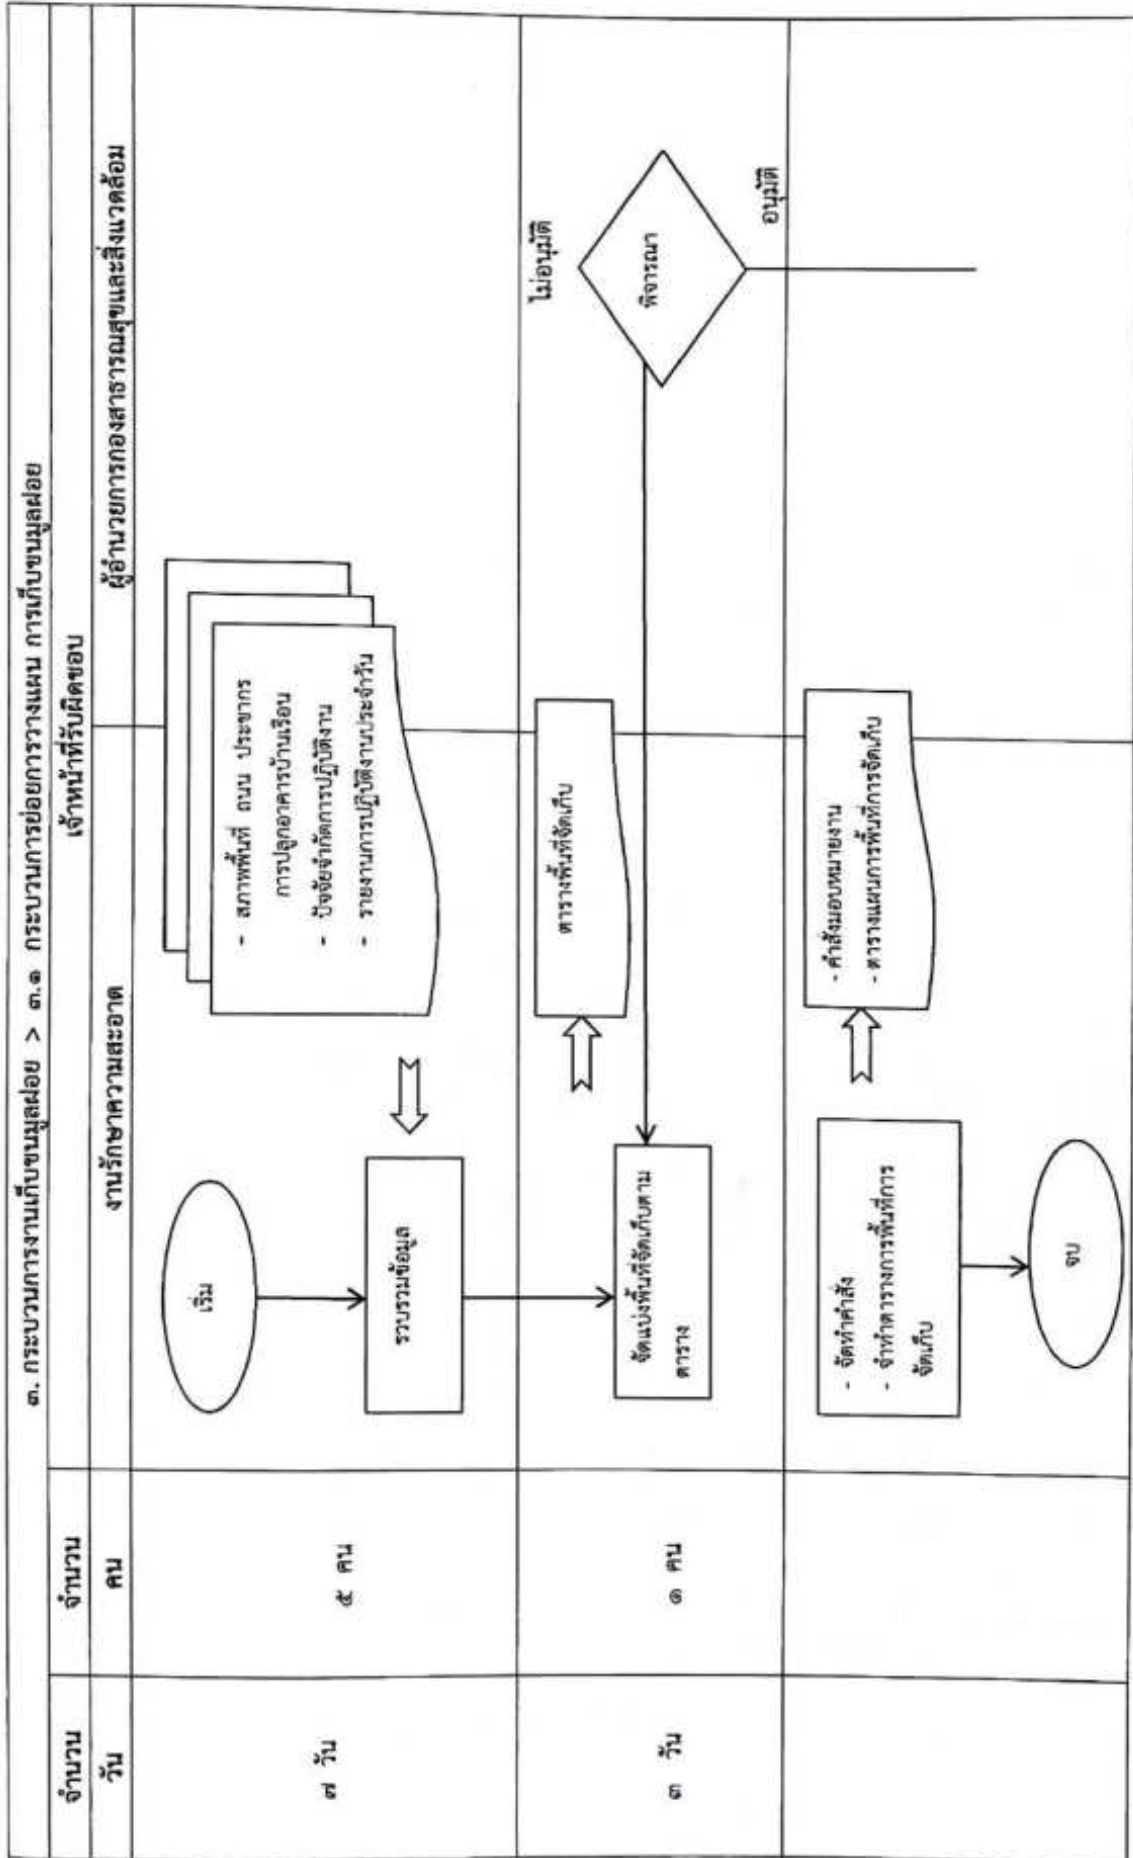 ๓. กระบวนการงานเก็บขนมูลฝอย > ๓.๑ กระบวนการย่อยการวางแผน การเก็บขนมูลฝอย
จำนวน
จำนวน
เจ้าหน้าที่รับผิดชอบ
วัน
คน
งานรักษาความสะอาด
ผู้อำนวยการกองสาธารณสุขและสิ่งแวดล้อม
๗ วัน
๕ คน
เริ่ม
รวบรวมข้อมูล
- สภาพพื้นที่ ถนน ประชากร
การปลูกอาคารบ้านเรือน
- ปัจจัยจำกัดการปฏิบัติงาน
- รายงานการปฏิบัติงานประจำวัน
๓ วัน
๑ คน
จัดแบ่งพื้นที่จัดเก็บตาม
ตาราง
ตารางพื้นที่จัดเก็บ
ไม่อนุมัติ
พิจารณา
อนุมัติ
- จัดทำคำสั่ง
- จำทำตารางการพื้นที่การ
จัดเก็บ
- คำสั่งมอบหมายงาน
- ตารางแผนการพื้นที่การจัดเก็บ
จบ